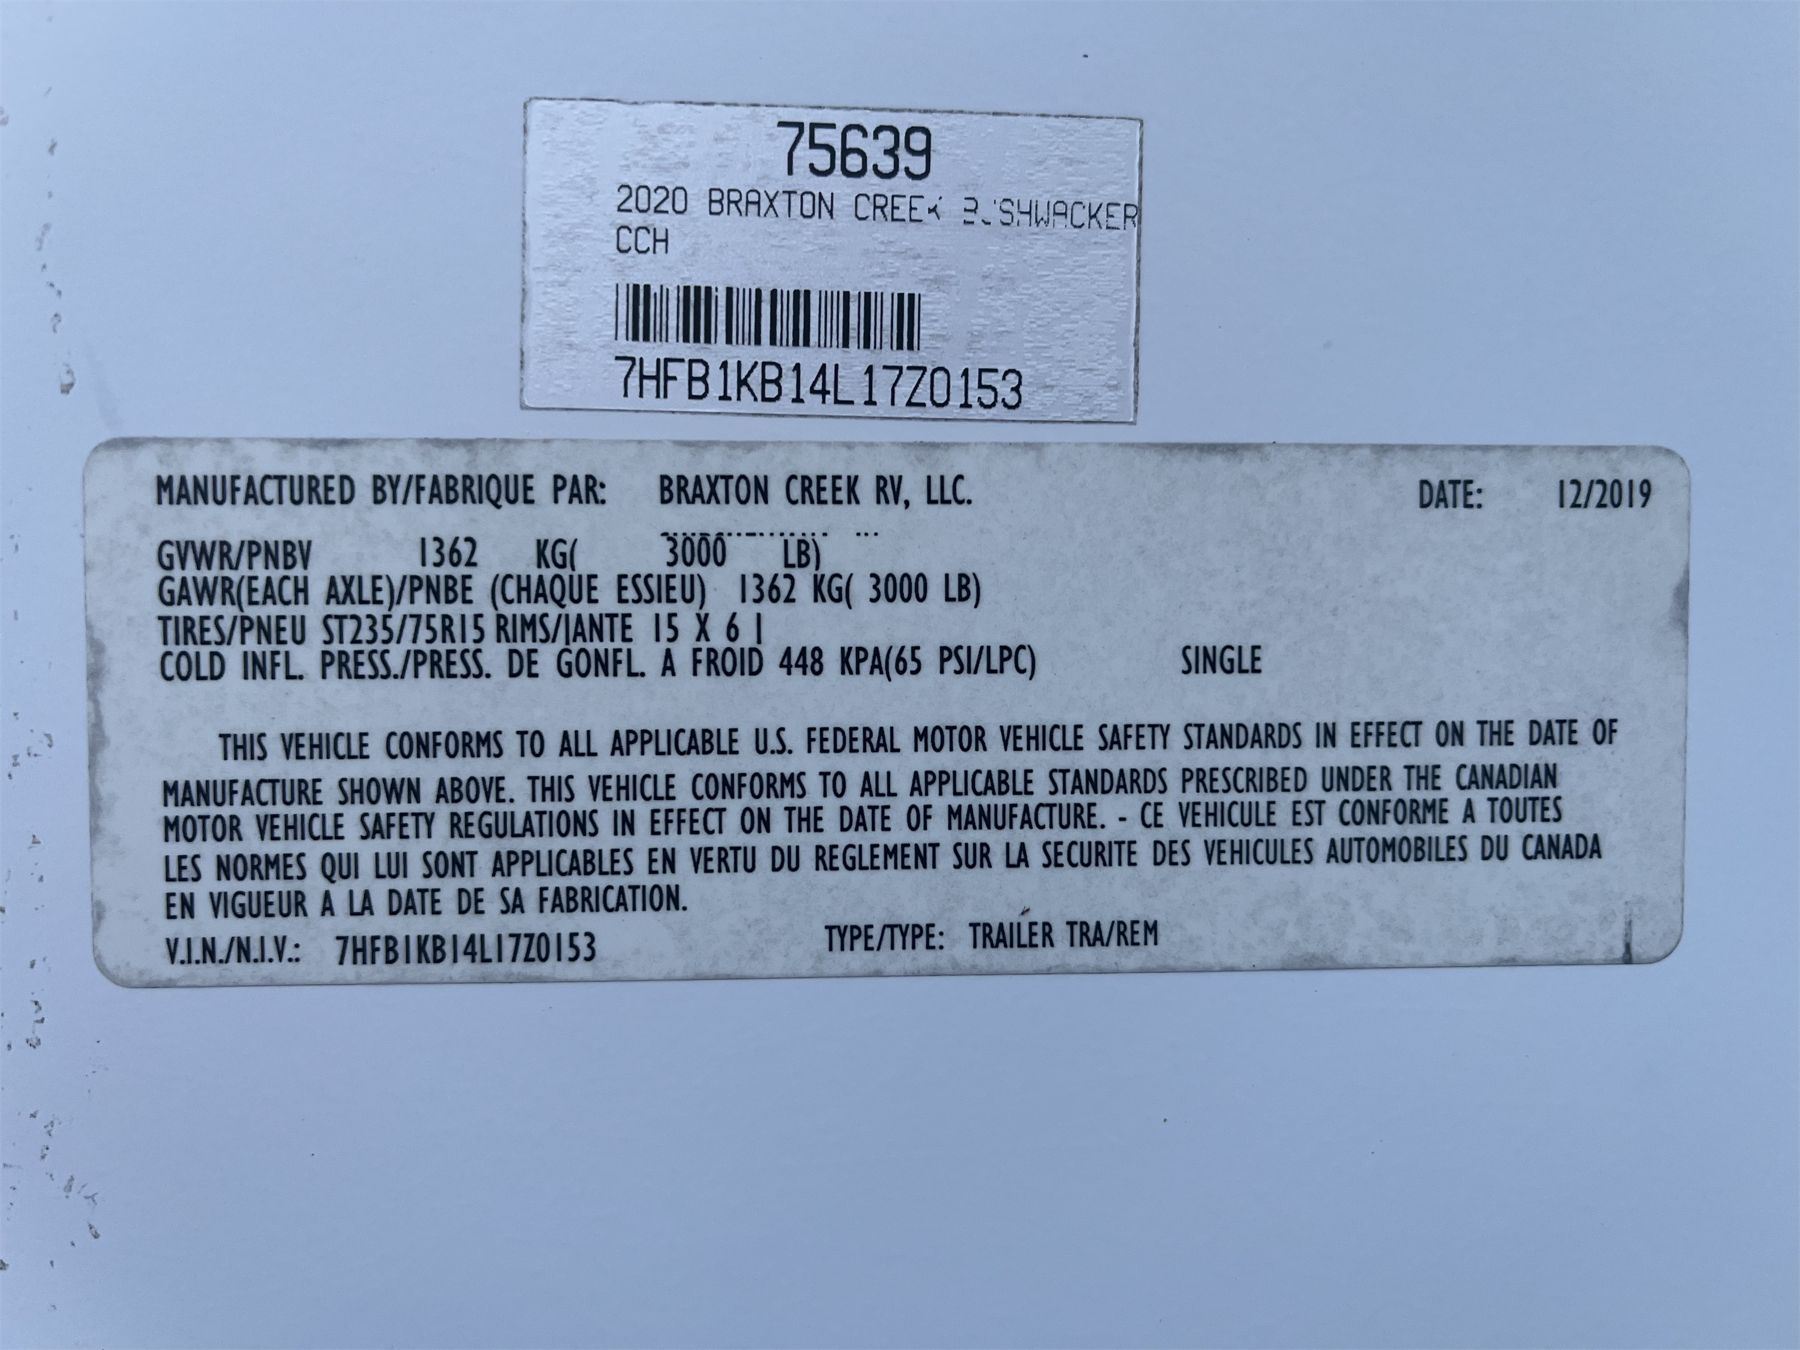 75639
2020 BRAXTON CREEK BUSHWACKER
CCH
7HFB1KB14L17Z0153
MANUFACTURED BY/FABRIQUE PAR: BRAXTON CREEK RV, LLC. DATE: 12/2019
GVWR/PNBV 1362 KG( 3000 LB)
GAWR(EACH AXLE)/PNBE (CHAQUE ESSIEU) 1362 KG( 3000 LB)
TIRES/PNEU ST235/75R15 RIMS/JANTE 15 X 6 J
COLD INFL. PRESS./PRESS. DE GONFL. A FROID 448 KPA(65 PSI/LPC) SINGLE
THIS VEHICLE CONFORMS TO ALL APPLICABLE U.S. FEDERAL MOTOR VEHICLE SAFETY STANDARDS IN EFFECT ON THE DATE OF
MANUFACTURE SHOWN ABOVE. THIS VEHICLE CONFORMS TO ALL APPLICABLE STANDARDS PRESCRIBED UNDER THE CANADIAN
MOTOR VEHICLE SAFETY REGULATIONS IN EFFECT ON THE DATE OF MANUFACTURE. - CE VEHICULE EST CONFORME A TOUTES
LES NORMES QUI LUI SONT APPLICABLES EN VERTU DU REGLEMENT SUR LA SECURITE DES VEHICULES AUTOMOBILES DU CANADA
EN VIGUEUR A LA DATE DE SA FABRICATION.
V.I.N./N.I.V.: 7HFB1KB14L17Z0153 TYPE/TYPE: TRAILER TRA/REM